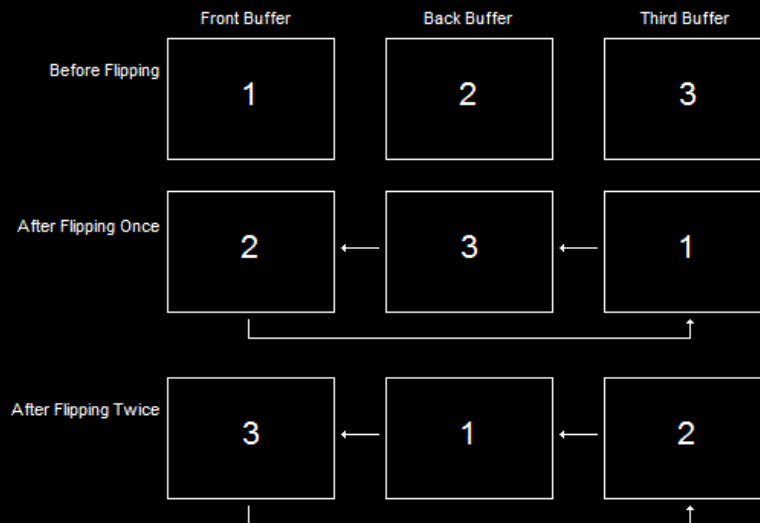 Front Buffer Back Buffer Third Buffer
Before Flipping 1 2 3
After Flipping Once 2 3 1
After Flipping Twice 3 1 2